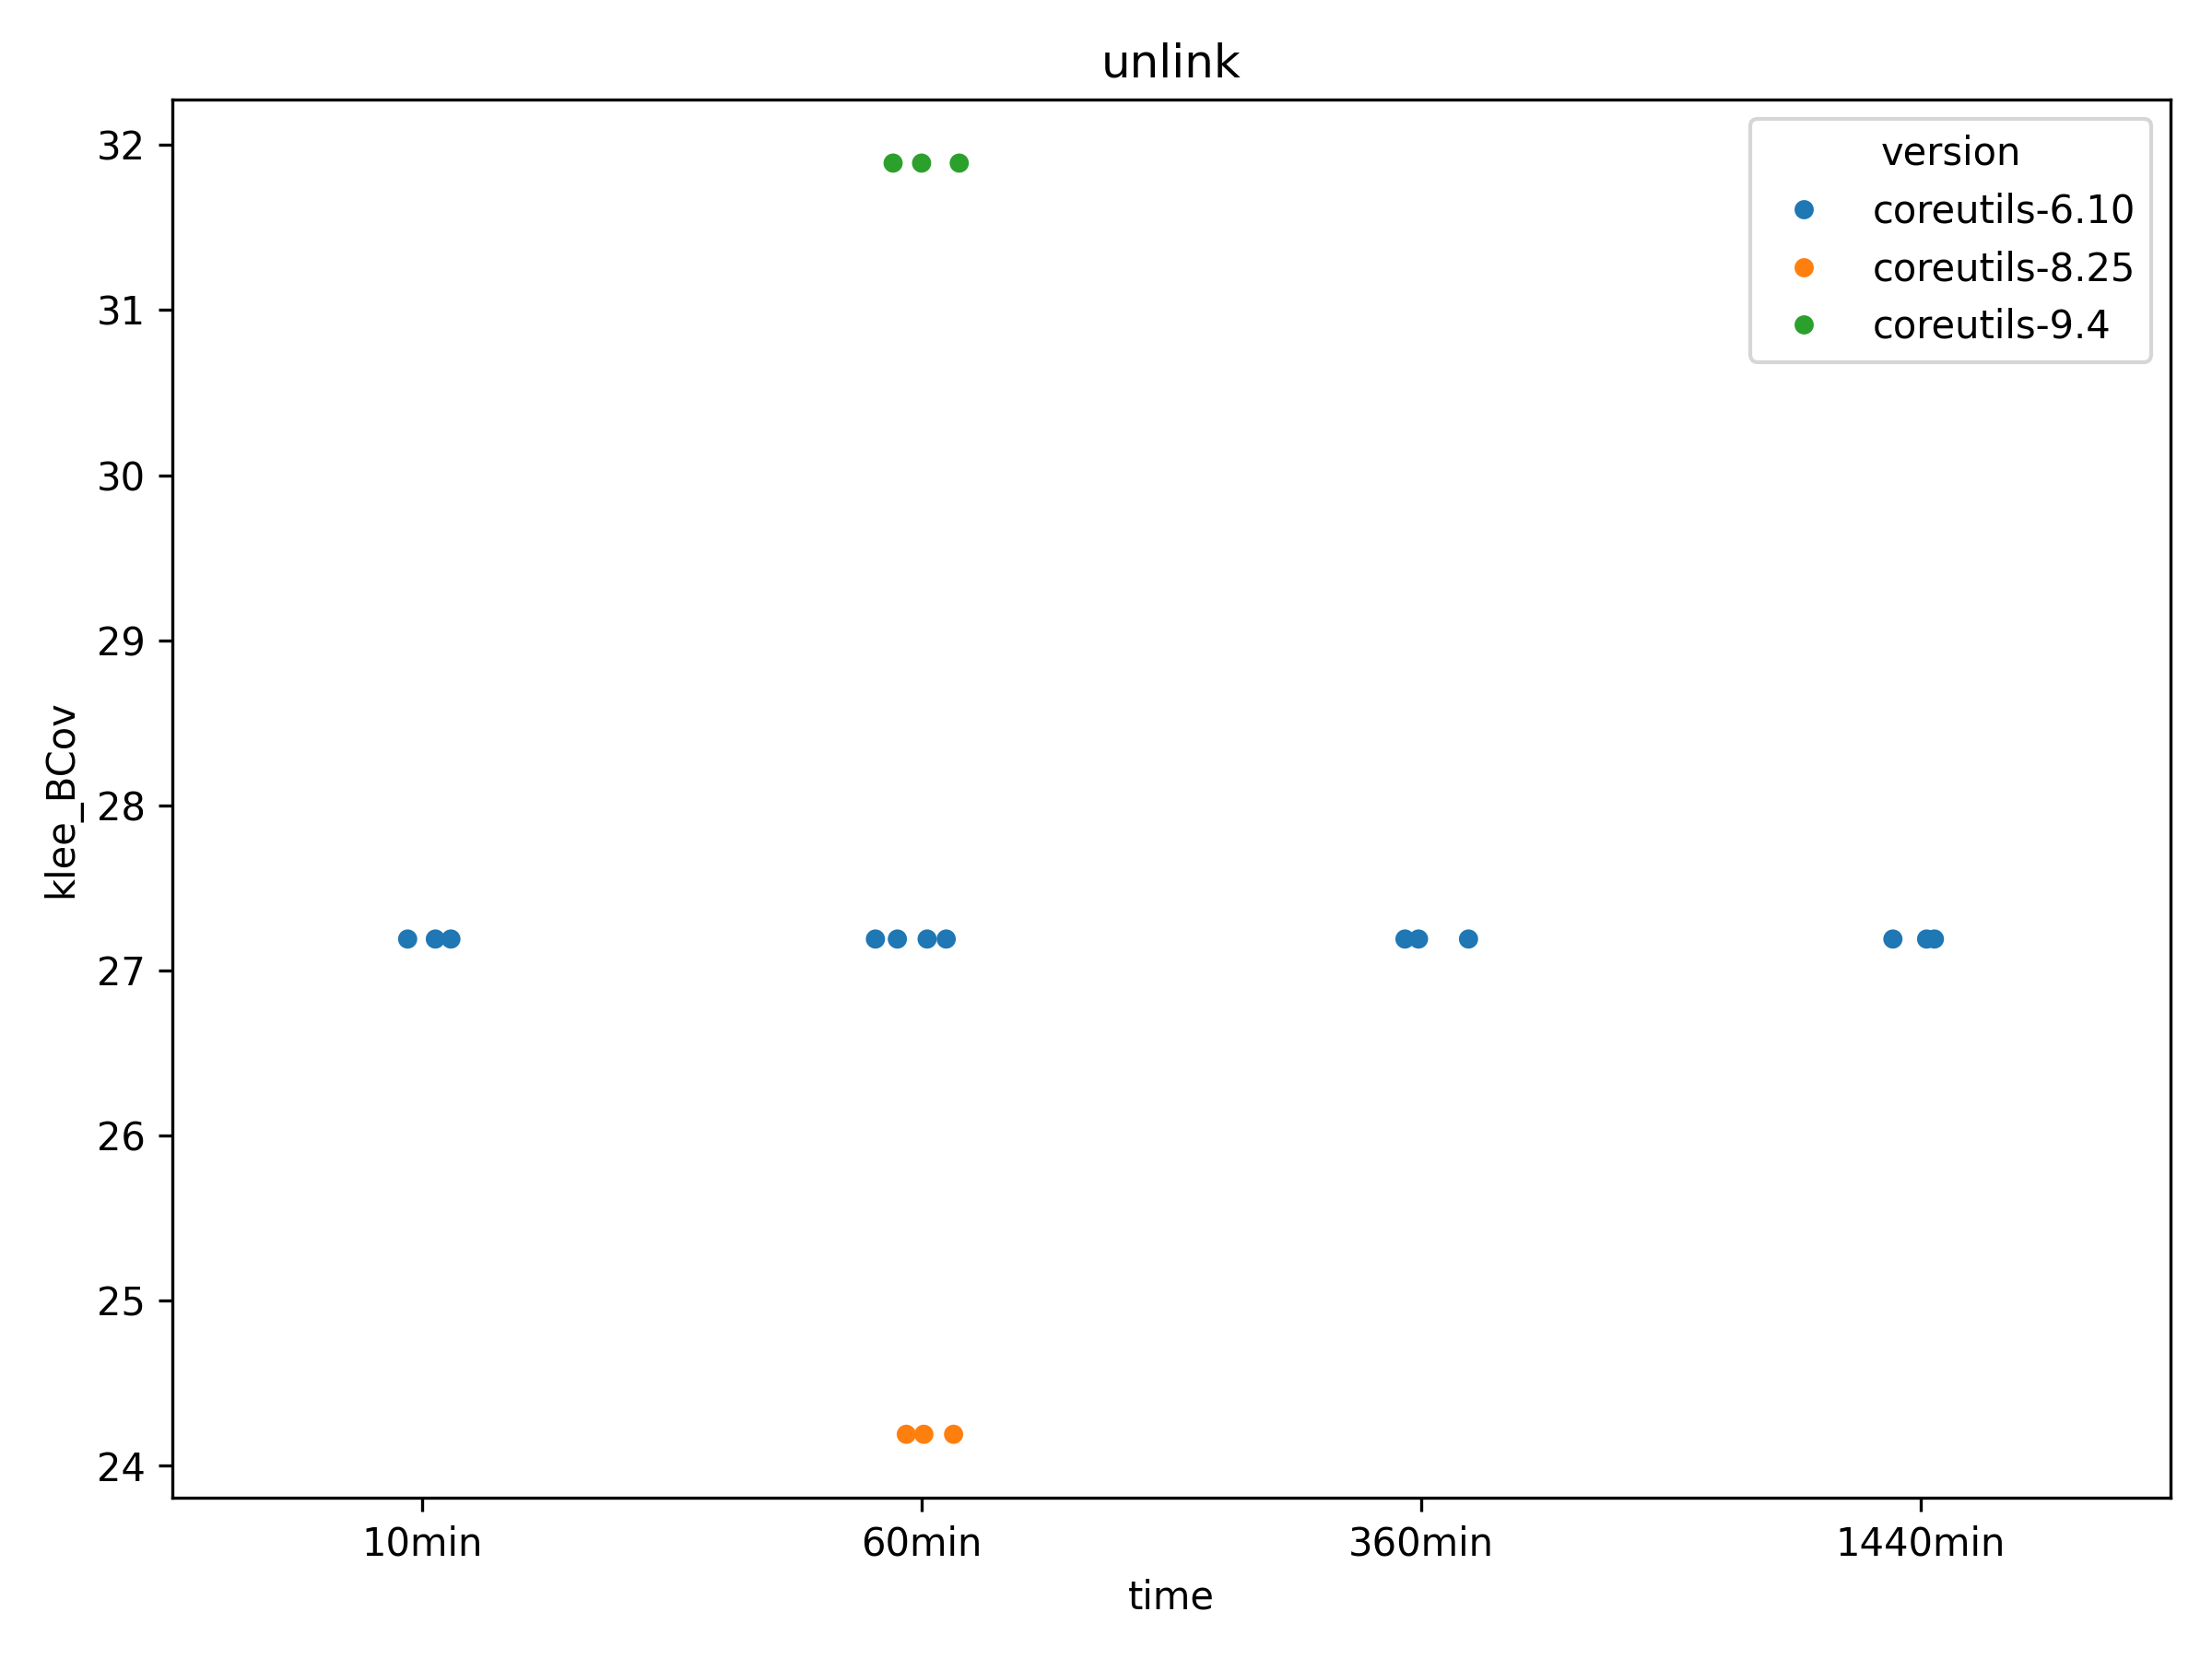 unlink
version
coreutils-6.10
coreutils-8.25
coreutils-9.4
klee_BCov
32
31
30
29
28
27
26
25
24
10min
60min
360min
1440min
time